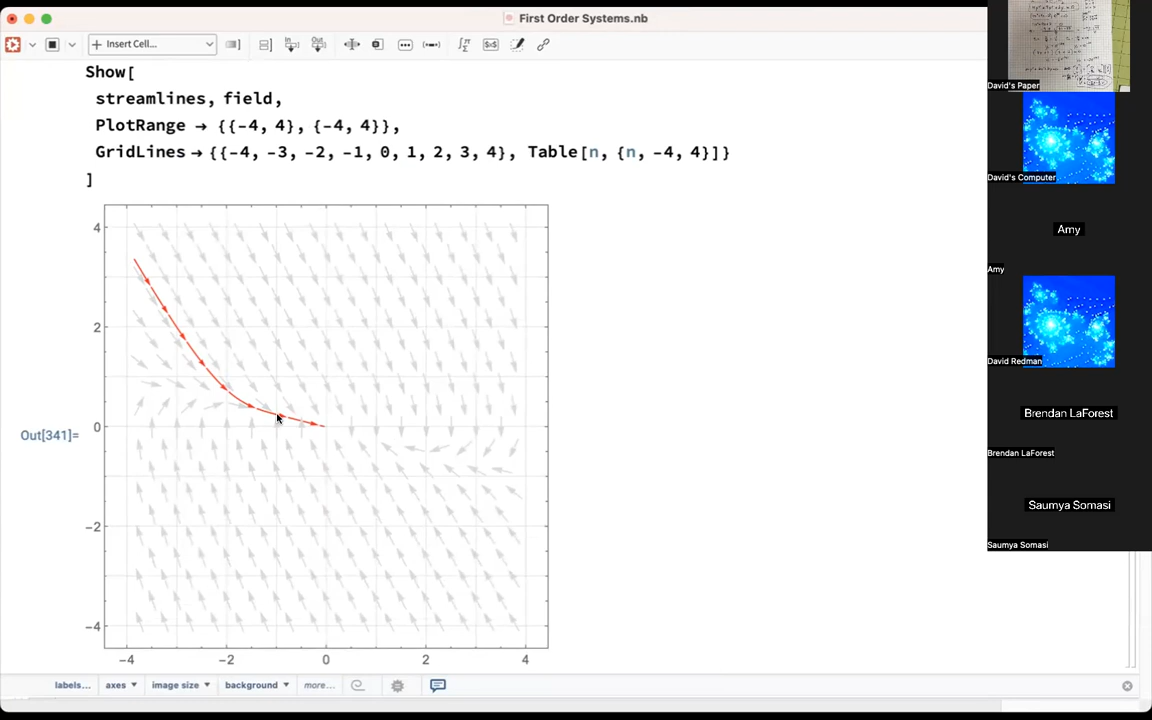 First Order Systems.nb
Insert Cell...
Show[
streamlines, field,
PlotRange → {{-4, 4}, {-4, 4}},
GridLines → {{-4, -3, -2, -1, 0, 1, 2, 3, 4}, Table[n, {n, -4, 4}]}
]
Out[341]=
4
2
0
-2
-4
-4 -2 0 2 4
labels... axes image size background more...
David's Paper
David's Computer
Amy
Amy
David Redman
Brendan LaForest
Brendan LaForest
Saumya Somasi
Saumya Somasi